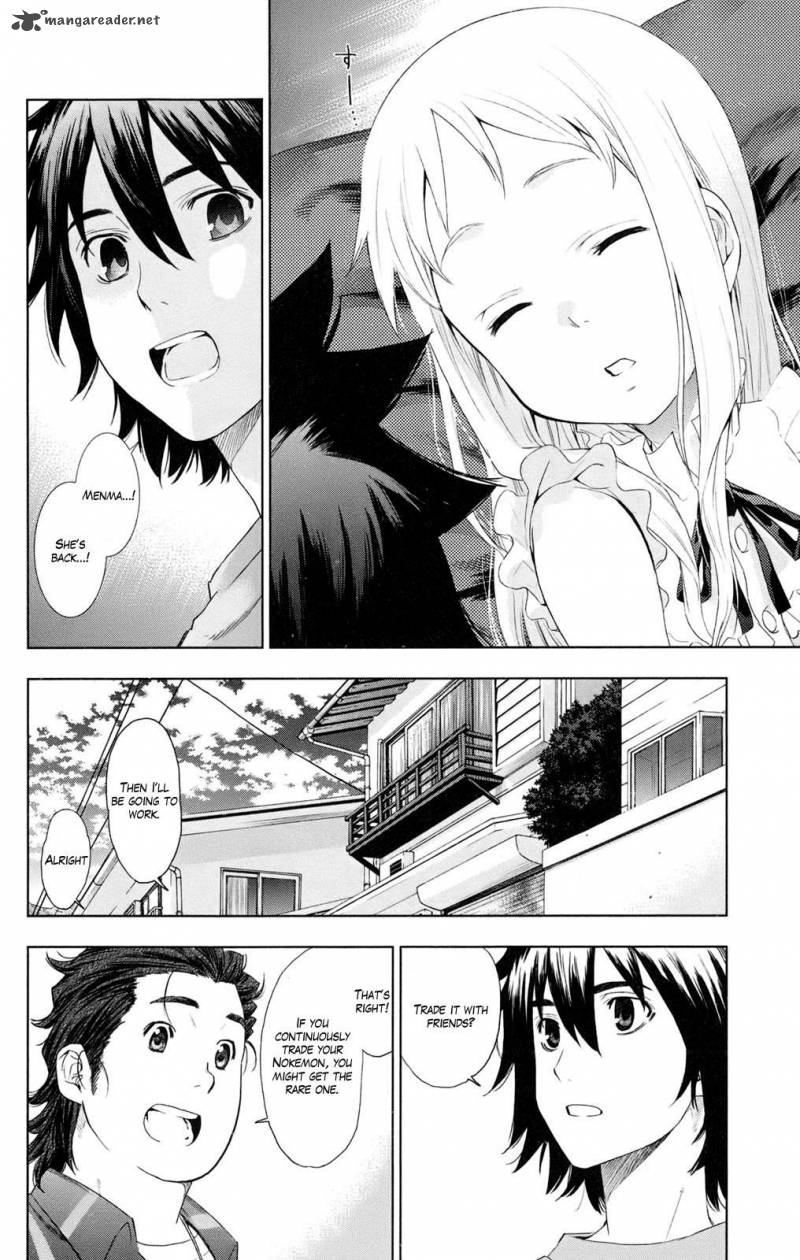 mangareader.net
すー…
MENMA...!
SHE'S
BACK...!
THEN I'LL
BE GOING TO
WORK.
ALRIGHT
TRADE IT WITH
FRIENDS?
THAT'S
RIGHT!
IF YOU
CONTINUOUSLY
TRADE YOUR
NOKEMON, YOU
MIGHT GET THE
RARE ONE.